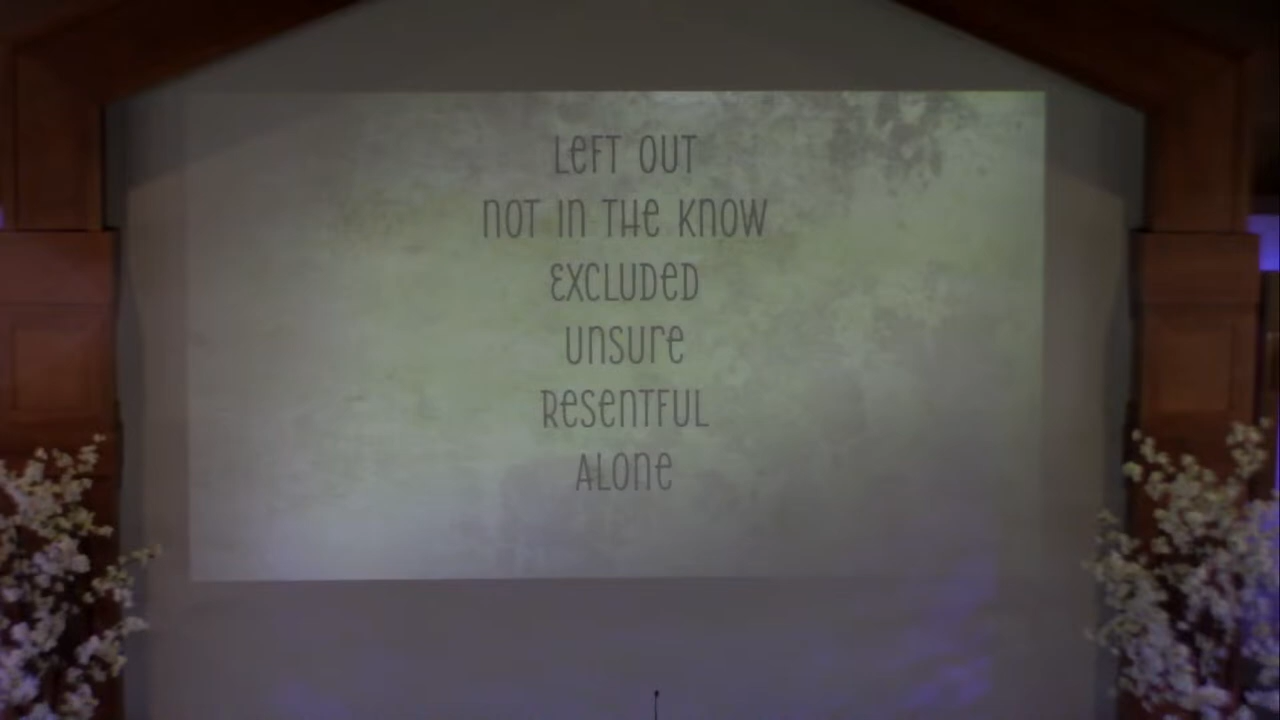 LEFT OUT
NOT IN THE KNOW
EXCLUDED
UNSURE
RESENTFUL
ALONE